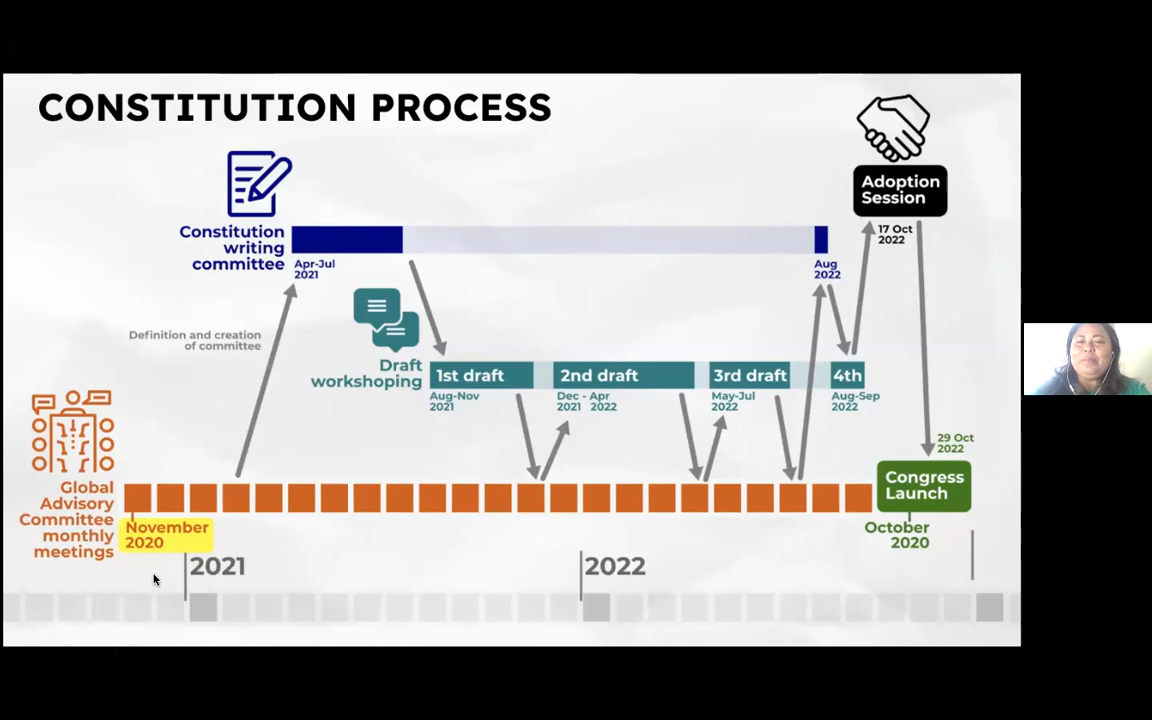 CONSTITUTION PROCESS
Adoption
Session
17 Oct
2022
Constitution
writing
committee
Apr-Jul
2021
Aug
2022
Definition and creation
of committee
Draft
workshoping
1st draft
2nd draft
3rd draft
4th
Aug-Nov
2021
Dec - Apr
2021 2022
May-Jul
2022
Aug-Sep
2022
29 Oct
2022
Congress
Launch
Global
Advisory
Committee
monthly
meetings
November
2020
October
2020
2021
2022